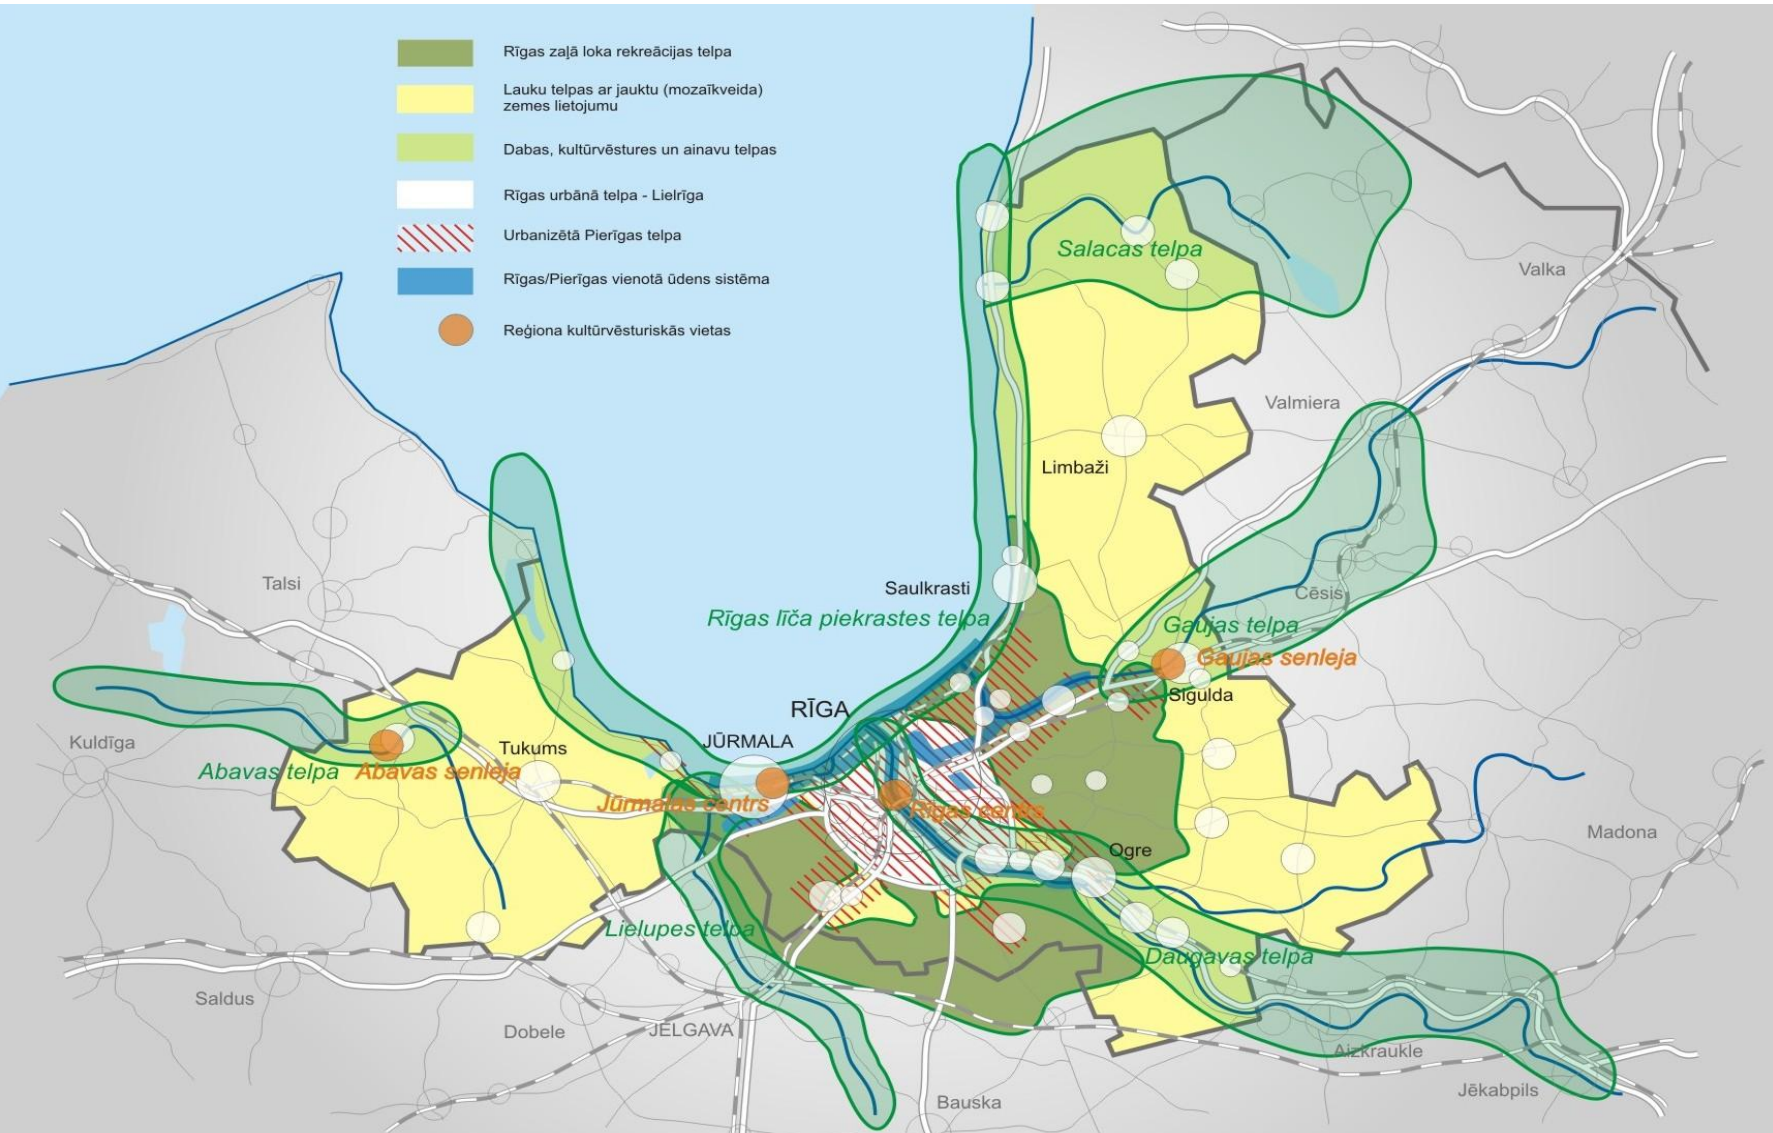 Rīgas zaļā loka rekreācijas telpa
Lauku telpas ar jauktu (mozaīkveida)
zemes lietojumu
Dabas, kultūrvēstures un ainavu telpas
Rīgas urbānā telpa - Lielrīga
Urbanizētā Pierīgas telpa
Rīgas/Pierīgas vienotā ūdens sistēma
Reģiona kultūrvēsturiskās vietas
Salacas telpa
Valka
Valmiera
Limbaži
Talsi
Saulkrasti
Cēsis
Rīgas līča piekrastes telpa
Gaujas telpa
Gaujas senleja
Sigulda
RĪGA
Kuldīga
Tukums
JŪRMALA
Abavas telpa
Abavas senleja
Jūrmalas centrs
Rīgas centrs
Madona
Ogre
Lielupes telpa
Daugavas telpa
Saldus
Dobele
JELGAVA
Aizkraukle
Jēkabpils
Bauska